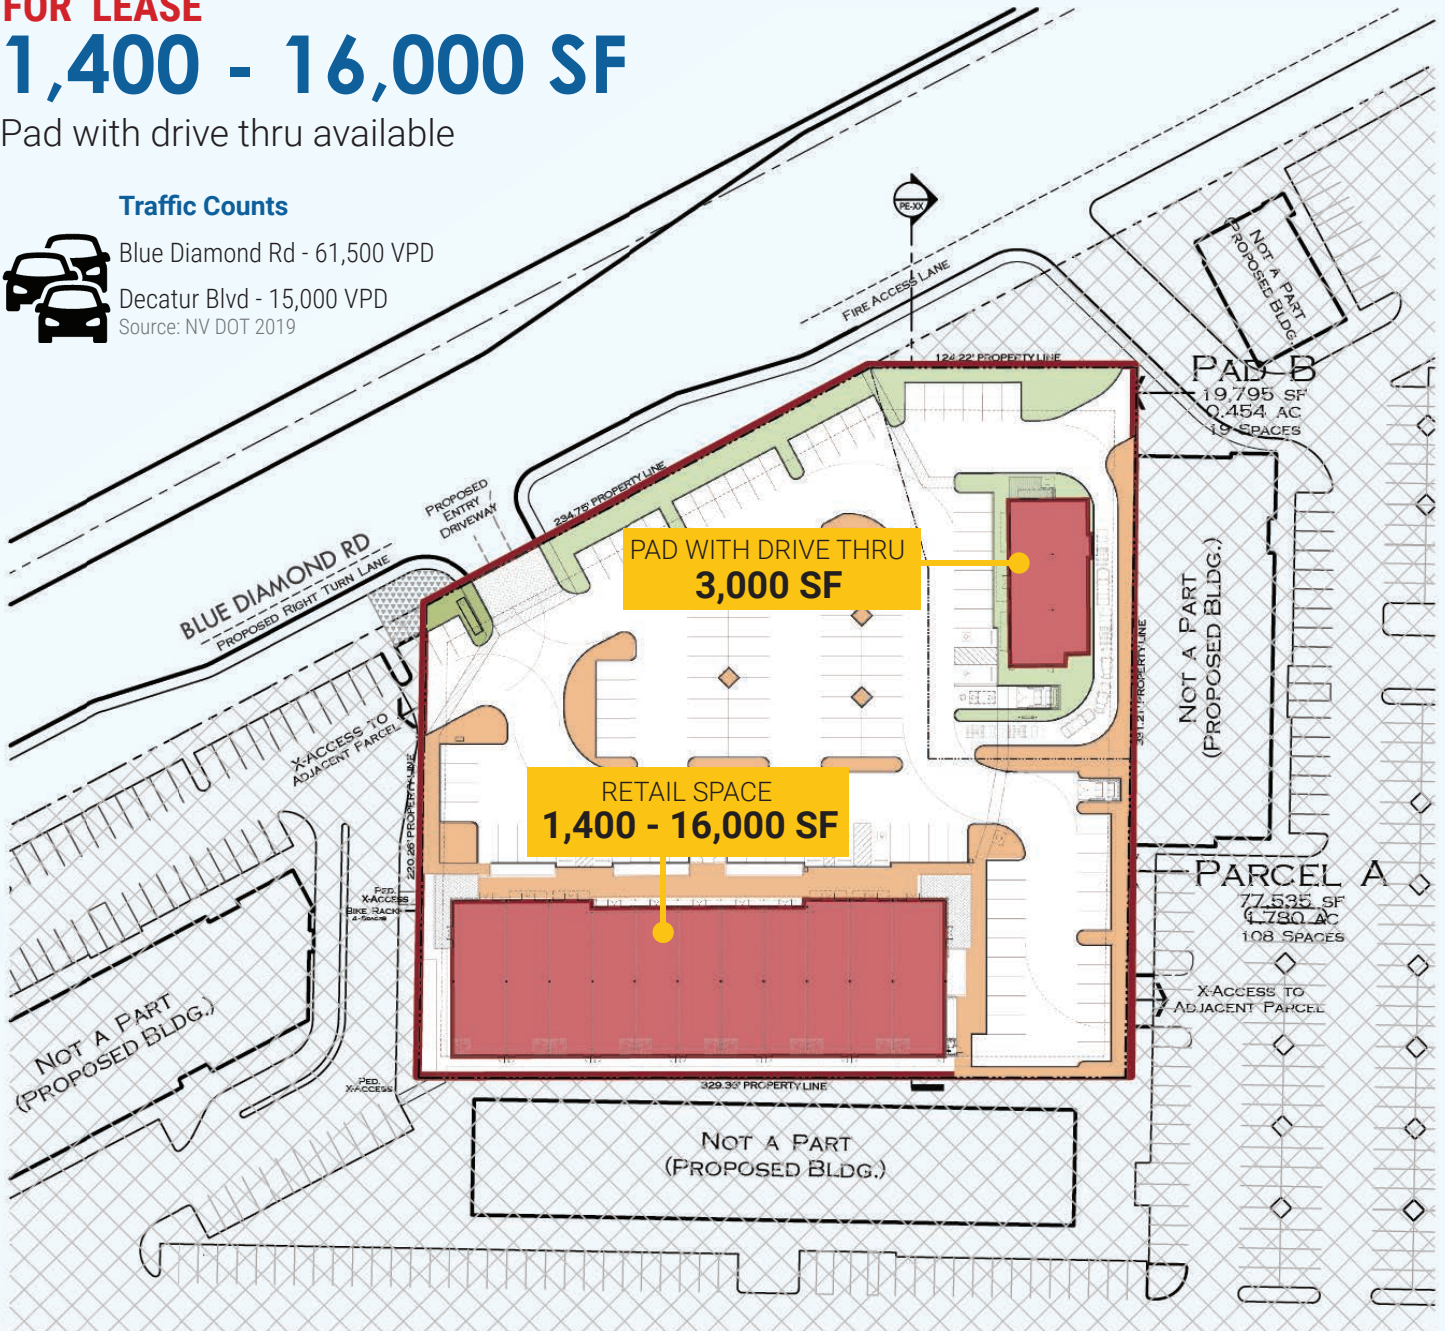 FOR LEASE
1,400 - 16,000 SF
Pad with drive thru available
Traffic Counts
Blue Diamond Rd - 61,500 VPD
Decatur Blvd - 15,000 VPD
Source: NV DOT 2019
PE-XX
FIRE ACCESS LANE
124.22' PROPERTY LINE
NOT A PART
(PROPOSED BLDG.
PAD B
19,795 SF
0.454 AC
19 SPACES
234.75' PROPERTY LINE
PROPOSED
ENTRY
DRIVEWAY
BLUE DIAMOND RD
PROPOSED RIGHT TURN LANE
PAD WITH DRIVE THRU
3,000 SF
NOT A PART
(PROPOSED BLDG.)
331.21' PROPERTY LINE
X-ACCESS TO
ADJACENT PARCEL
220.26' PROPERTY LINE
RETAIL SPACE
1,400 - 16,000 SF
PARCEL A
77,535 SF
1.780 AC
108 SPACES
PED.
X-ACCESS
BIKE RACK
X-ACCESS TO
ADJACENT PARCEL
NOT A PART
(PROPOSED BLDG.)
PED.
X-ACCESS
329.33' PROPERTY LINE
NOT A PART
(PROPOSED BLDG.)